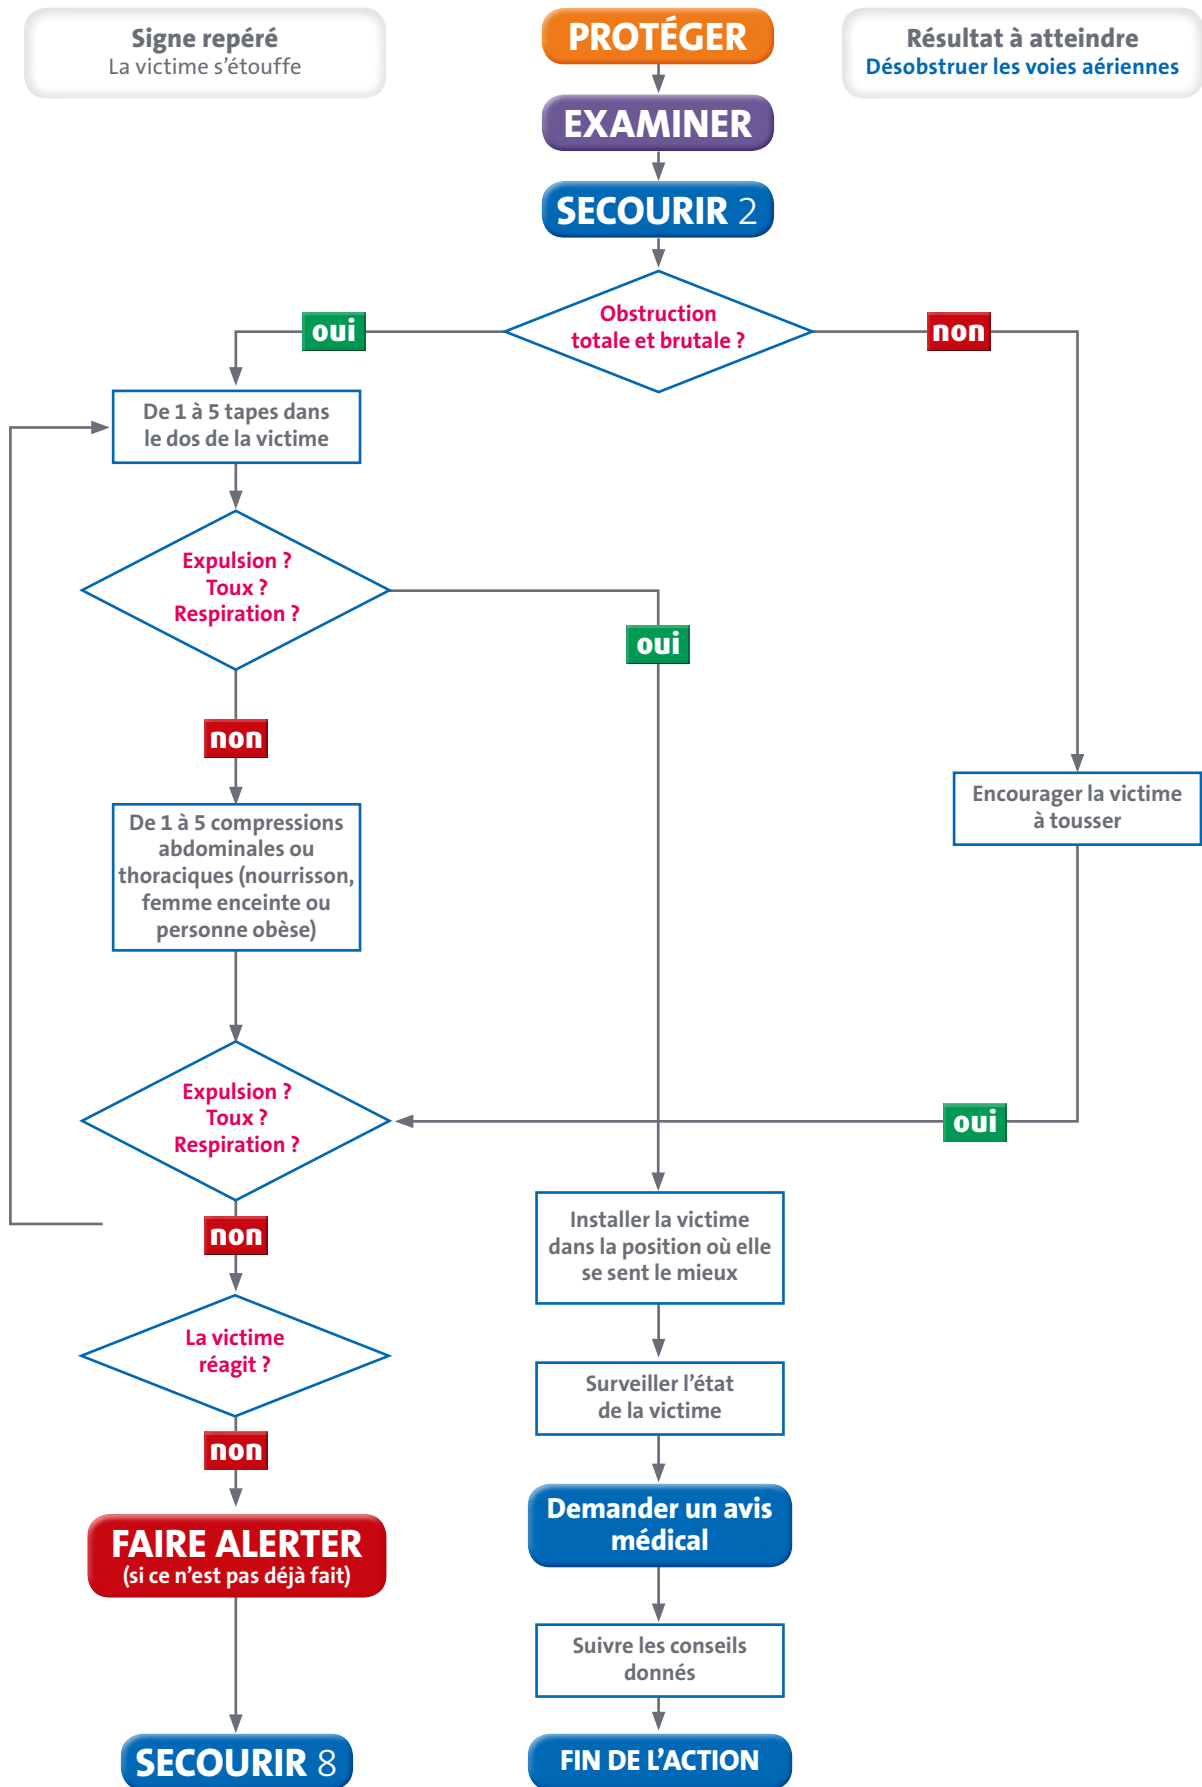 Signe repéré
La victime s'étouffe
PROTÉGER
Résultat à atteindre
Désobstruer les voies aériennes
EXAMINER
SECOURIR 2
Obstruction
totale et brutale ?
oui
non
De 1 à 5 tapes dans
le dos de la victime
Expulsion ?
Toux ?
Respiration ?
oui
non
Encourager la victime
à tousser
De 1 à 5 compressions
abdominales ou
thoraciques (nourrisson,
femme enceinte ou
personne obèse)
Expulsion ?
Toux ?
Respiration ?
oui
non
Installer la victime
dans la position où elle
se sent le mieux
La victime
réagit ?
Surveiller l'état
de la victime
non
Demander un avis
médical
FAIRE ALERTER
(si ce n'est pas déjà fait)
Suivre les conseils
donnés
SECOURIR 8
FIN DE L'ACTION